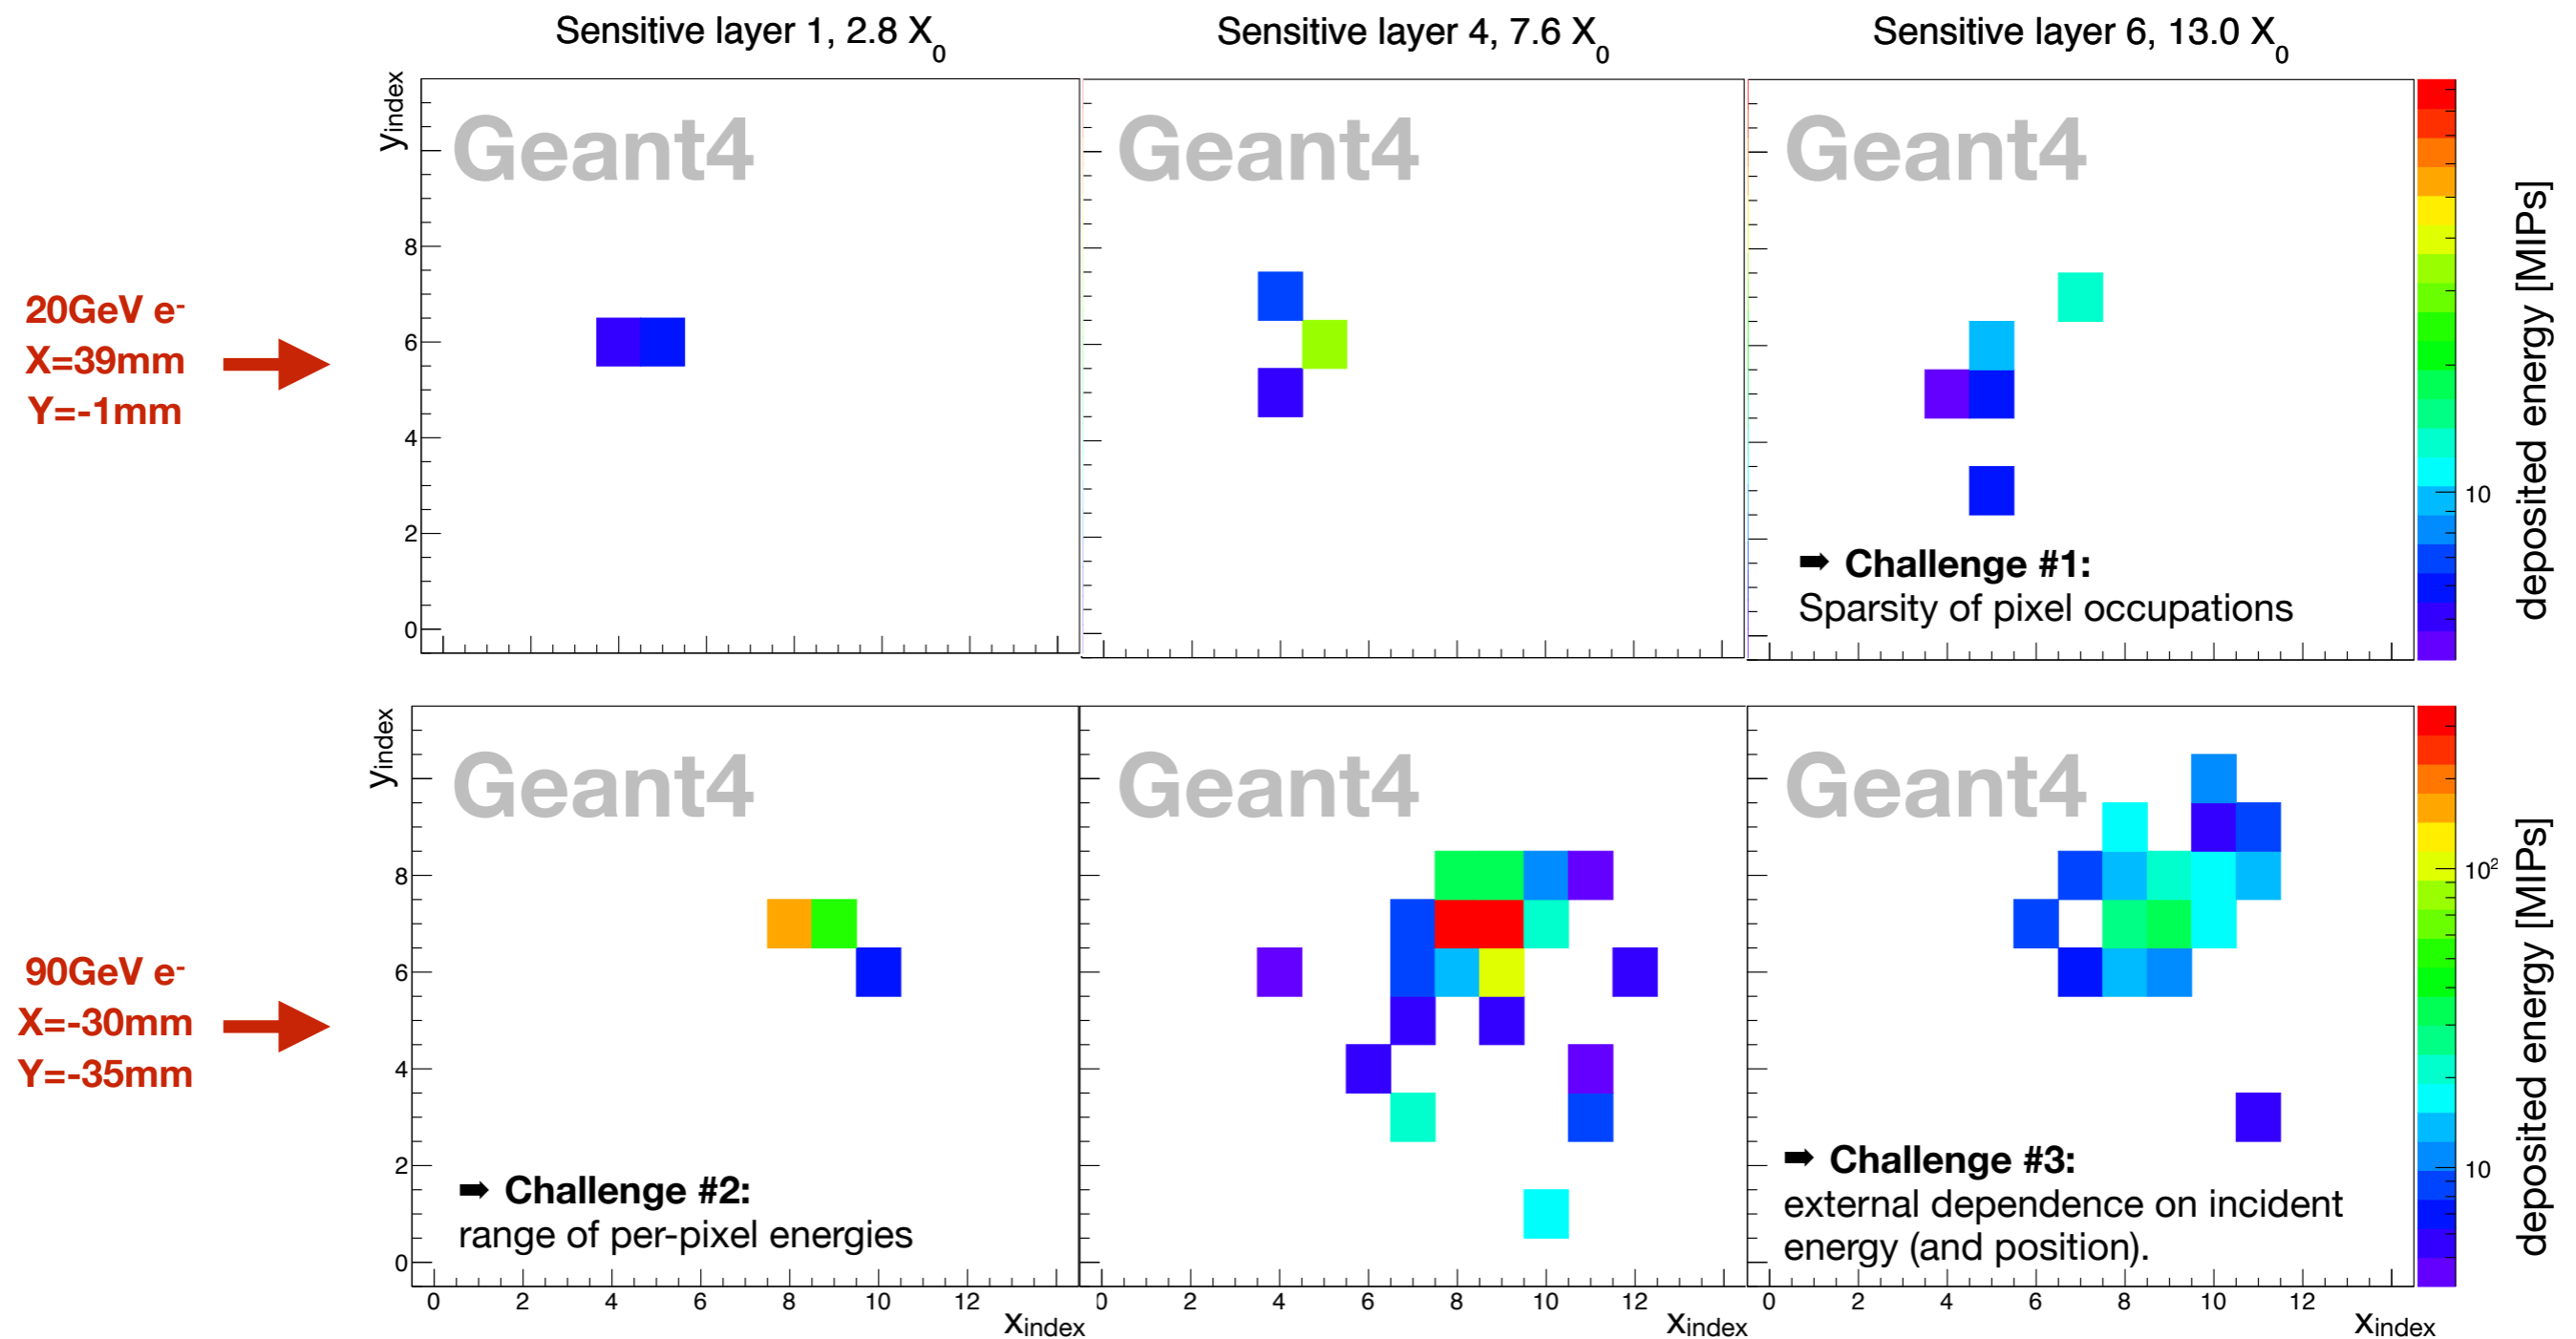 Sensitive layer 1, 2.8 X₀
Sensitive layer 4, 7.6 X₀
Sensitive layer 6, 13.0 X₀
yindex
Geant4
Geant4
Geant4
8
6
4
2
0
20GeV e⁻
X=39mm
Y=-1mm
➡ Challenge #1:
Sparsity of pixel occupations
10
deposited energy [MIPs]
yindex
Geant4
Geant4
Geant4
8
6
4
2
0
90GeV e⁻
X=-30mm
Y=-35mm
➡ Challenge #2:
range of per-pixel energies
➡ Challenge #3:
external dependence on incident
energy (and position).
10²
10
deposited energy [MIPs]
0 2 4 6 8 10 12
xindex
0 2 4 6 8 10 12
xindex
0 2 4 6 8 10 12
xindex